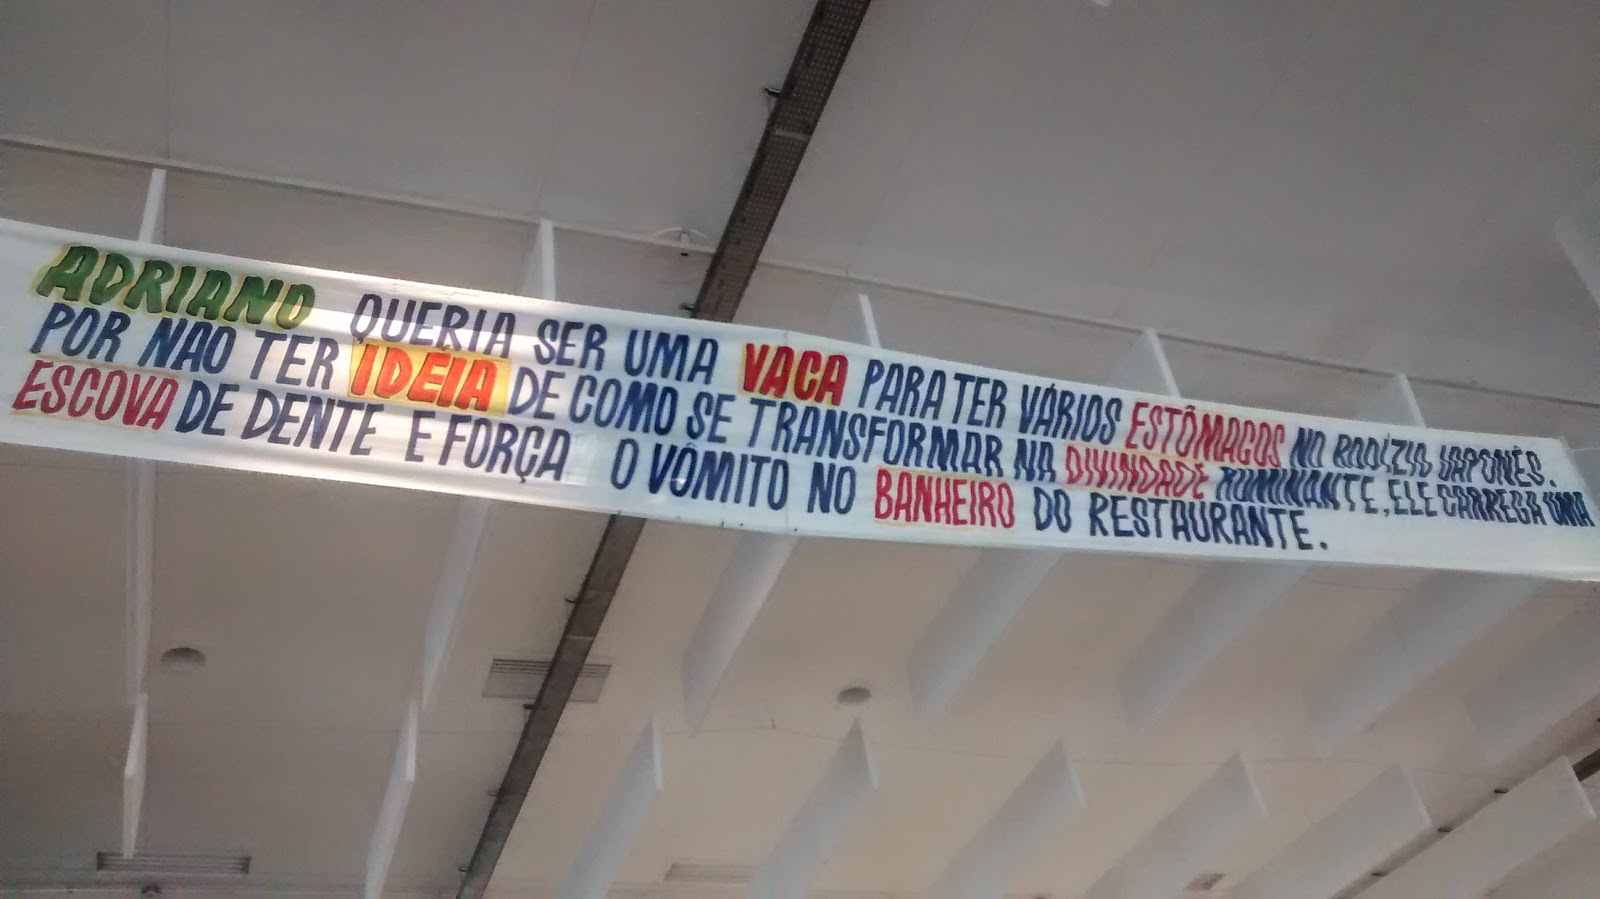 ADRIANO QUERIA SER UMA VACA PARA TER VÁRIOS ESTÔMAGOS NO RODÍZIO JAPONÊS.
POR NAO TER IDEIA DE COMO SE TRANSFORMAR NA DIVINDADE RUMINANTE, ELE CARREGA UMA
ESCOVA DE DENTE E FORÇA O VÔMITO NO BANHEIRO DO RESTAURANTE.